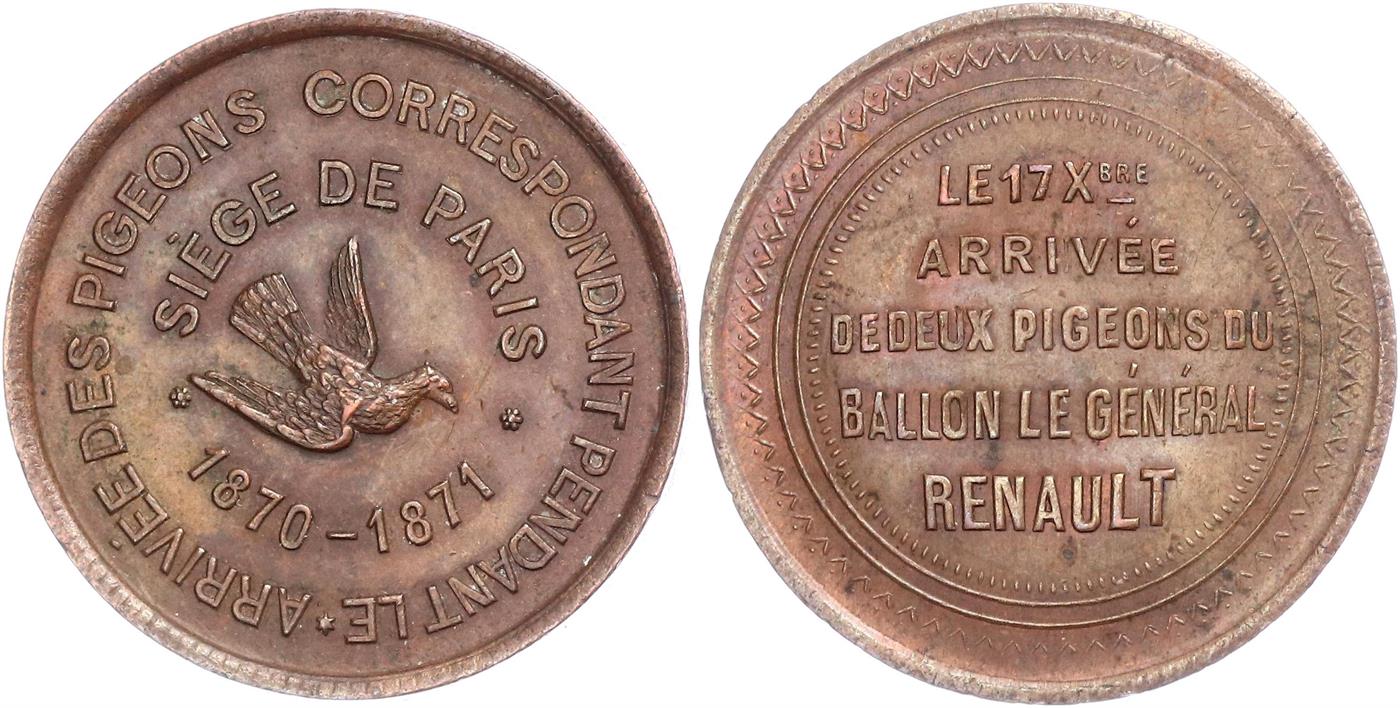 ARRIVÉE DES PIGEONS CORRESPONDANT PENDANT LE
SIÈGE DE PARIS
1870-1871
LE 17 XBRE
ARRIVÉE
DE DEUX PIGEONS DU
BALLON LE GÉNÉRAL
RENAULT